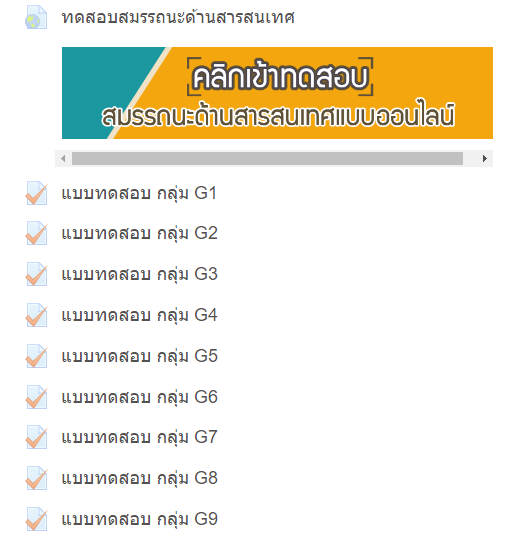 ทดสอบสมรรถนะด้านสารสนเทศ
คลิกเข้าทดสอบ
สมรรถนะด้านสารสนเทศแบบออนไลน์
แบบทดสอบ กลุ่ม G1
แบบทดสอบ กลุ่ม G2
แบบทดสอบ กลุ่ม G3
แบบทดสอบ กลุ่ม G4
แบบทดสอบ กลุ่ม G5
แบบทดสอบ กลุ่ม G6
แบบทดสอบ กลุ่ม G7
แบบทดสอบ กลุ่ม G8
แบบทดสอบ กลุ่ม G9